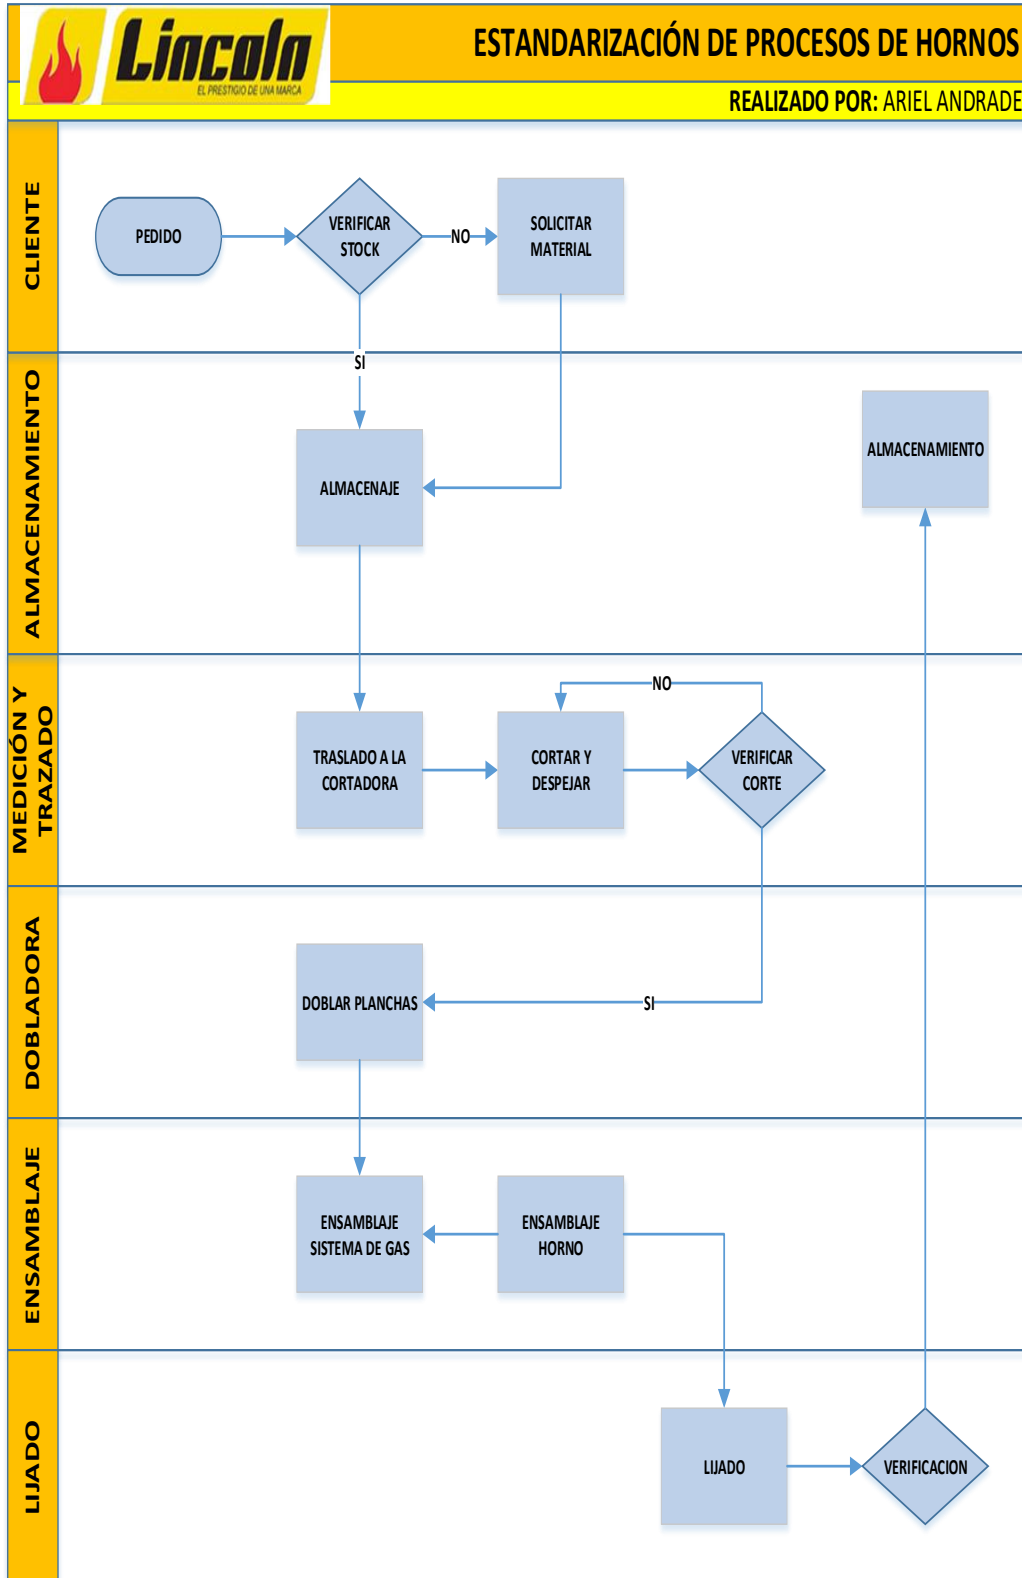 Lincoln
EL PRESTIGIO DE UNA MARCA
ESTANDARIZACIÓN DE PROCESOS DE HORNOS
REALIZADO POR: ARIEL ANDRADE
CLIENTE
PEDIDO
VERIFICAR
STOCK
NO
SOLICITAR
MATERIAL
SI
ALMACENAMIENTO
ALMACENAJE
ALMACENAMIENTO
MEDICIÓN Y
TRAZADO
TRASLADO A LA
CORTADORA
CORTAR Y
DESPEJAR
NO
VERIFICAR
CORTE
DOBLADORA
DOBLAR PLANCHAS
SI
ENSAMBLAJE
ENSAMBLAJE
SISTEMA DE GAS
ENSAMBLAJE
HORNO
LIJADO
LIJADO
VERIFICACION